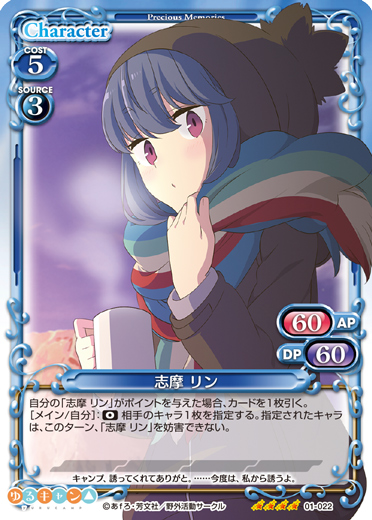 Precious Memories
Character
COST
5
SOURCE
3
60 AP
DP 60
志摩 リン
自分の「志摩 リン」がポイントを与えた場合、カードを1枚引く。
[メイン/自分]: 相手のキャラ1枚を指定する。指定されたキャラ
は、このターン、「志摩 リン」を妨害できない。
キャンプ、誘ってくれてありがと。……今度は、私から誘うよ。
ゆるキャン△
©あfろ・芳文社／野外活動サークル
01-022